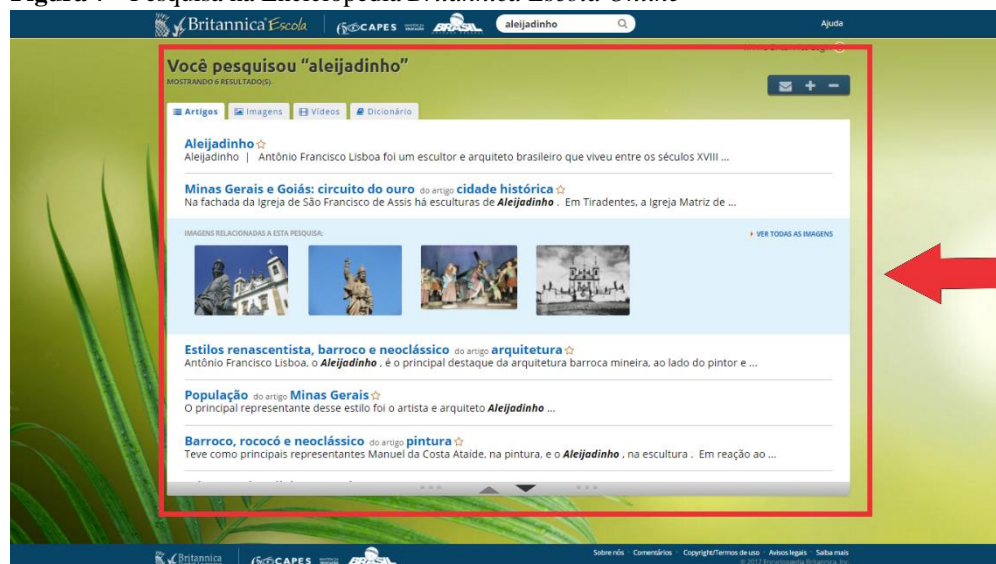 Figura 7 – Pesquisa na Enciclopédia Britannica Escola Online
Britannica Escola CAPES BRASIL aleijadinho Ajuda
Você pesquisou “aleijadinho”
MOSTRANDO 6 RESULTADO(S).
Artigos Imagens Vídeos Dicionário
Aleijadinho
Aleijadinho | Antônio Francisco Lisboa foi um escultor e arquiteto brasileiro que viveu entre os séculos XVIII ...
Minas Gerais e Goiás: circuito do ouro do artigo cidade histórica
Na fachada da Igreja de São Francisco de Assis há esculturas de Aleijadinho . Em Tiradentes, a Igreja Matriz de ...
IMAGENS RELACIONADAS A ESTA PESQUISA: VER TODAS AS IMAGENS
Estilos renascentista, barroco e neoclássico do artigo arquitetura
Antônio Francisco Lisboa, o Aleijadinho , é o principal destaque da arquitetura barroca mineira, ao lado do pintor e ...
População do artigo Minas Gerais
O principal representante desse estilo foi o artista e arquiteto Aleijadinho ...
Barroco, rococó e neoclássico do artigo pintura
Teve como principais representantes Manuel da Costa Ataíde, na pintura, e o Aleijadinho , na escultura . Em reação ao ...
Britannica CAPES BRASIL Sobre nós Comentários Copyright/Termos de uso Avisos legais Saiba mais
© 2017 Encyclopædia Britannica, Inc.